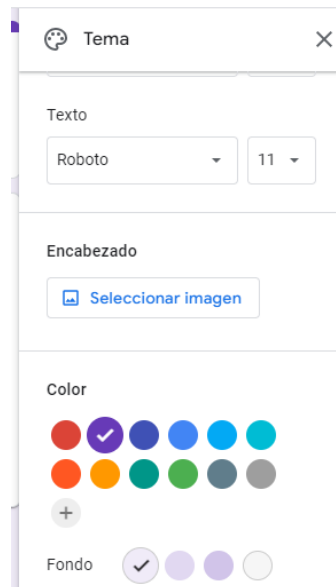 Tema
Texto
Roboto 11
Encabezado
Seleccionar imagen
Color
Fondo